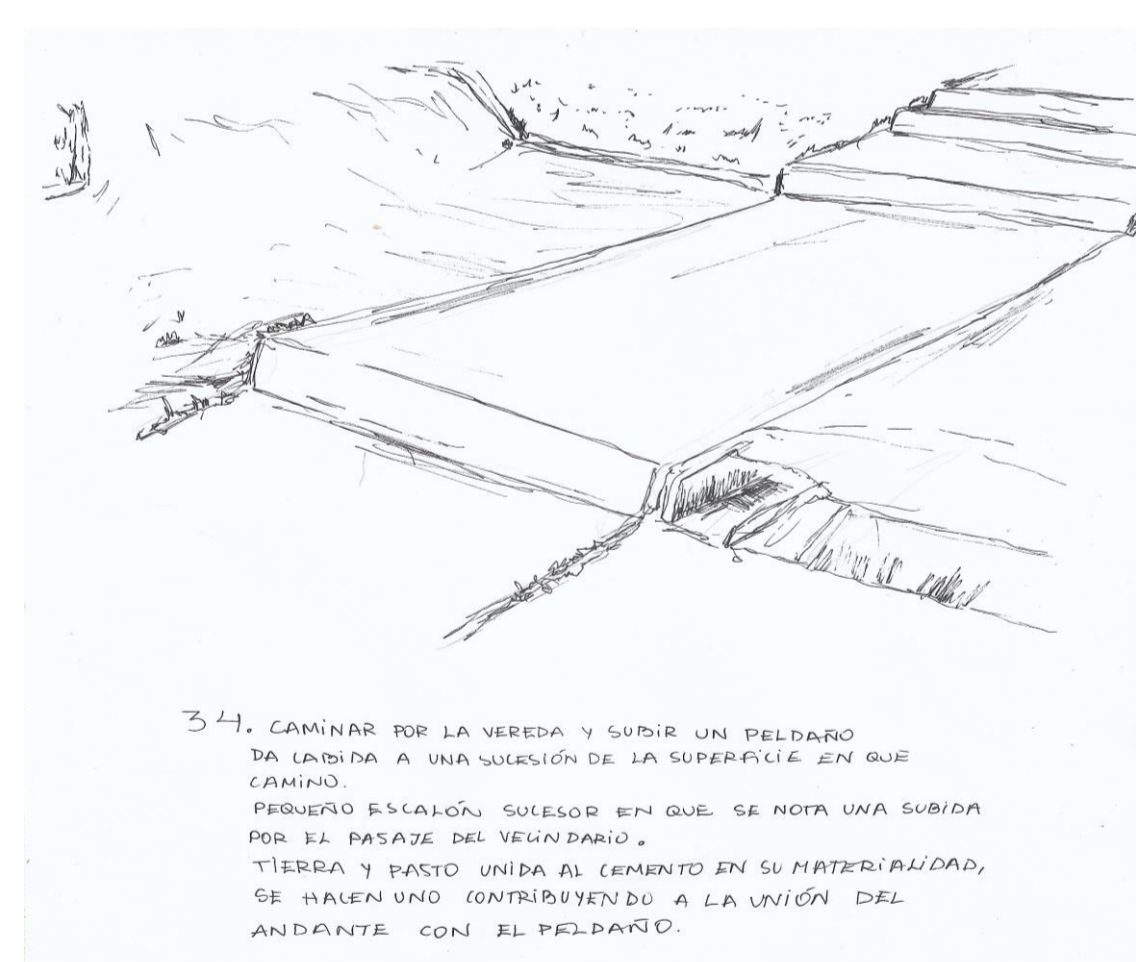 34. CAMINAR POR LA VEREDA Y SUBIR UN PELDAÑO
DA CABIDA A UNA SUCESIÓN DE LA SUPERFICIE EN QUE
CAMINO.
PEQUEÑO ESCALÓN SUCESOR EN QUE SE NOTA UNA SUBIDA
POR EL PASAJE DEL VECINDARIO.
TIERRA Y PASTO UNIDA AL CEMENTO EN SU MATERIALIDAD,
SE HACEN UNO CONTRIBUYENDO A LA UNIÓN DEL
ANDANTE CON EL PELDAÑO.